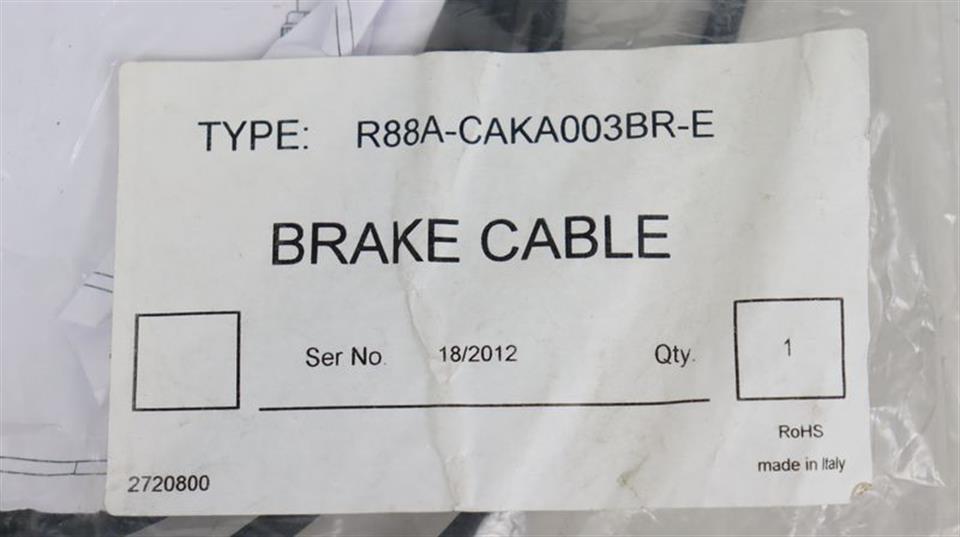 TYPE: R88A-CAKA003BR-E
BRAKE CABLE
Ser No. 18/2012 Qty. 1
RoHS
made in Italy
2720800